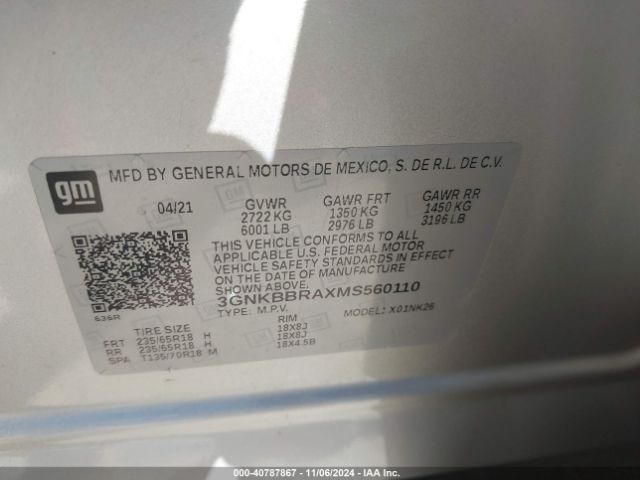 gm
MFD BY GENERAL MOTORS DE MEXICO, S. DE R.L. DE C.V.
04/21 GVWR GAWR FRT GAWR RR
2722 KG 1350 KG 1450 KG
6001 LB 2976 LB 3196 LB
THIS VEHICLE CONFORMS TO ALL
APPLICABLE U.S. FEDERAL MOTOR
VEHICLE SAFETY STANDARDS IN
EFFECT ON THE DATE OF MANUFACTURE
SHOWN ABOVE.
3GNKBBRAXMS560110
636R TYPE: M.P.V. MODEL: X01NK26
TIRE SIZE RIM
FRT 235/65R18 H 18X8J
RR 235/65R18 H 18X8J
SPA T135/70R18 M 18X4.5B
000-40787867 - 11/06/2024 - IAA Inc.